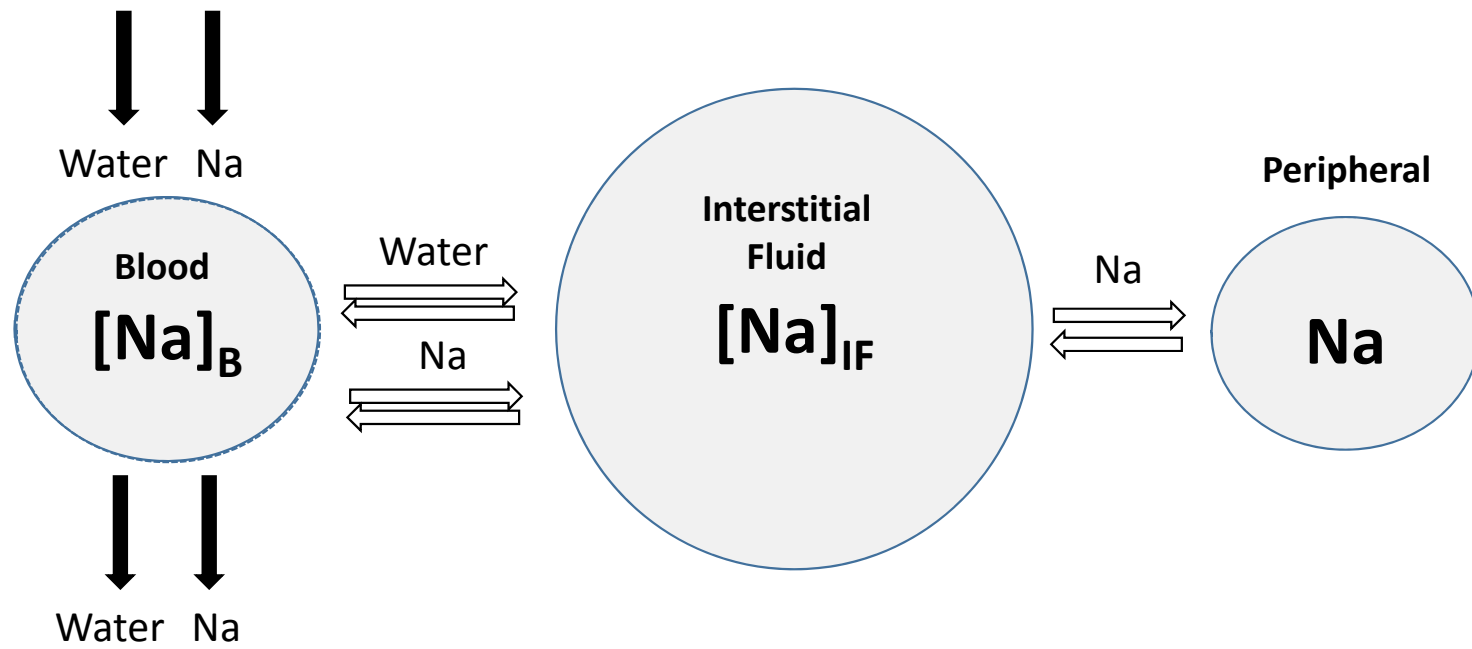 Water Na
Blood
[Na]B
Water
Na
Water Na
Interstitial
Fluid
[Na]IF
Na
Peripheral
Na